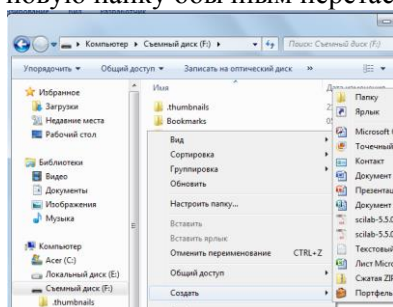 новую папку обычным перетас
Компьютер ▸ Съемный диск (F:) ▸
Поиск: Съемный диск (F:)
Упорядочить ▾ Общий доступ ▾ Записать на оптический диск »
Избранное
Загрузки
Недавние места
Рабочий стол
Библиотеки
Видео
Документы
Изображения
Музыка
Компьютер
Acer (C:)
Локальный диск (E:)
Съемный диск (F:)
.thumbnails
Имя
.thumbnails
Bookmarks
Вид
Сортировка
Группировка
Обновить
Настроить папку...
Вставить
Вставить ярлык
Отменить переименование CTRL+Z
Общий доступ
Создать
Папку
Ярлык
Microsoft
Точечный
Контакт
Документ
Презентац
Документ
scilab-5.5.0
scilab-5.5.0
Текстовый
Лист Micro
Сжатая ZIP
Портфель